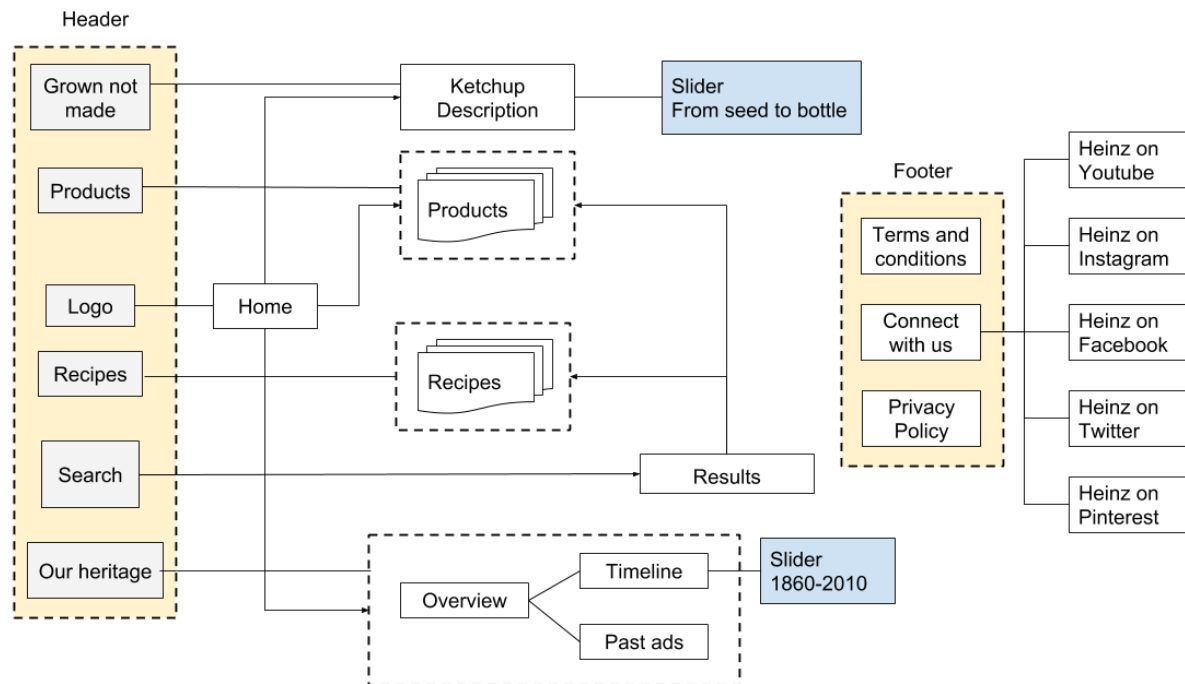 Header
Grown not
made
Products
Logo
Recipes
Search
Our heritage
Home
Ketchup
Description
Slider
From seed to bottle
Products
Recipes
Results
Overview
Timeline
Past ads
Slider
1860-2010
Footer
Terms and
conditions
Connect
with us
Privacy
Policy
Heinz on
Youtube
Heinz on
Instagram
Heinz on
Facebook
Heinz on
Twitter
Heinz on
Pinterest